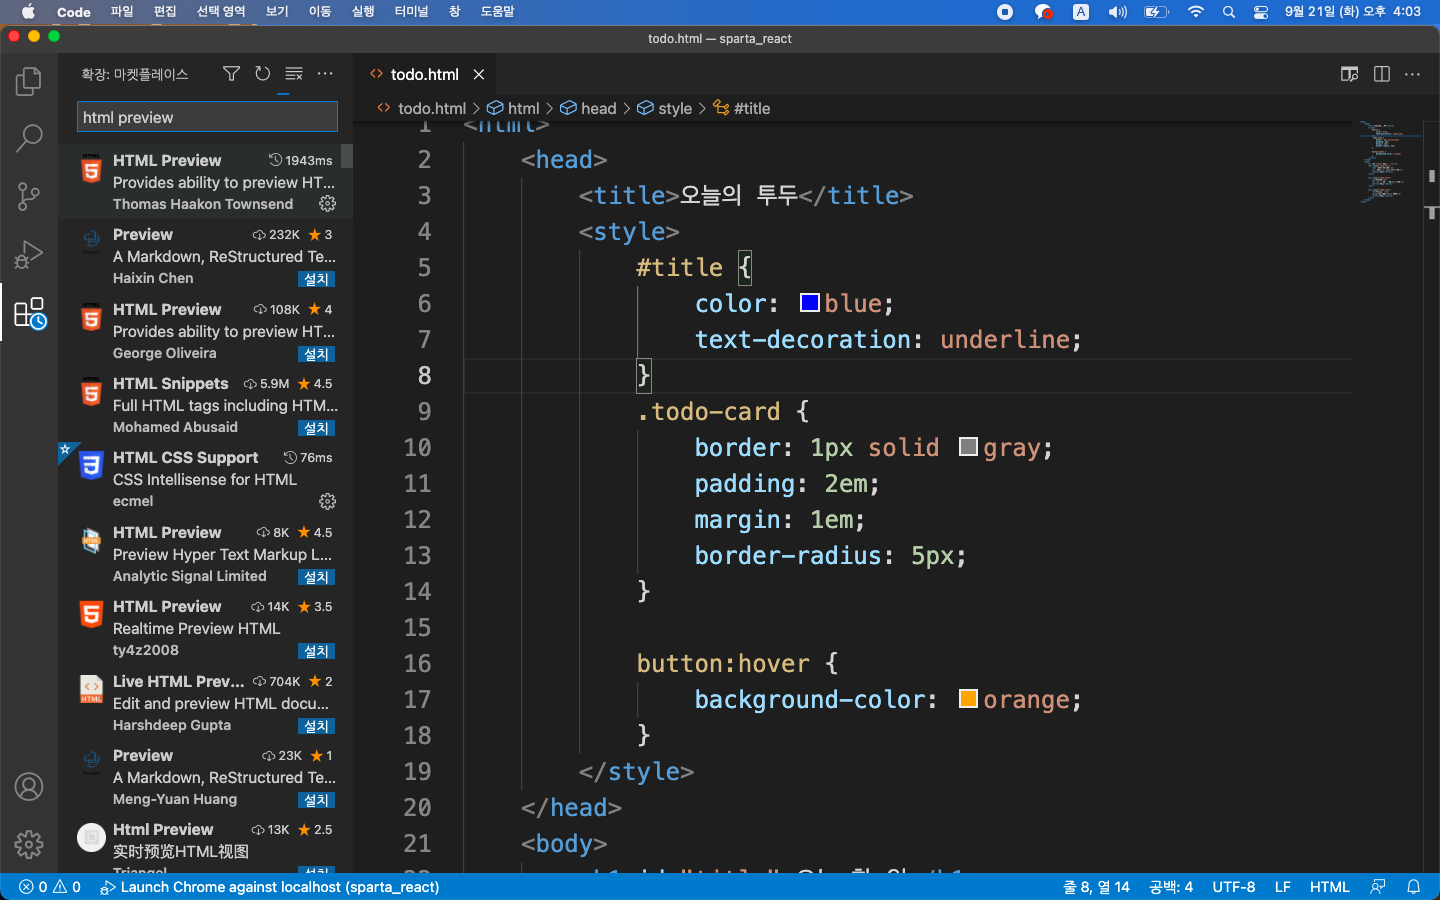 Code 파일 편집 선택 영역 보기 이동 실행 터미널 창 도움말 A 9월 21일 (화) 오후 4:03
todo.html — sparta_react
확장: 마켓플레이스
html preview
HTML Preview 1943ms
Provides ability to preview HT...
Thomas Haakon Townsend
Preview 232K ★ 3
A Markdown, ReStructured Te...
Haixin Chen 설치
HTML Preview 108K ★ 4
Provides ability to preview HT...
George Oliveira 설치
HTML Snippets 5.9M ★ 4.5
Full HTML tags including HTM...
Mohamed Abusaid 설치
HTML CSS Support 76ms
CSS Intellisense for HTML
ecmel
HTML Preview 8K ★ 4.5
Preview Hyper Text Markup L...
Analytic Signal Limited 설치
HTML Preview 14K ★ 3.5
Realtime Preview HTML
ty4z2008 설치
Live HTML Prev... 704K ★ 2
Edit and preview HTML docu...
Harshdeep Gupta 설치
Preview 23K ★ 1
A Markdown, ReStructured Te...
Meng-Yuan Huang 설치
Html Preview 13K ★ 2.5
实时预览HTML视图
todo.html
todo.html > html > head > style > #title
1 <html>
2 <head>
3 <title>오늘의 투두</title>
4 <style>
5 #title {
6 color: blue;
7 text-decoration: underline;
8 }
9 .todo-card {
10 border: 1px solid gray;
11 padding: 2em;
12 margin: 1em;
13 border-radius: 5px;
14 }
15
16 button:hover {
17 background-color: orange;
18 }
19 </style>
20 </head>
21 <body>
0 0 Launch Chrome against localhost (sparta_react) 줄 8, 열 14 공백: 4 UTF-8 LF HTML